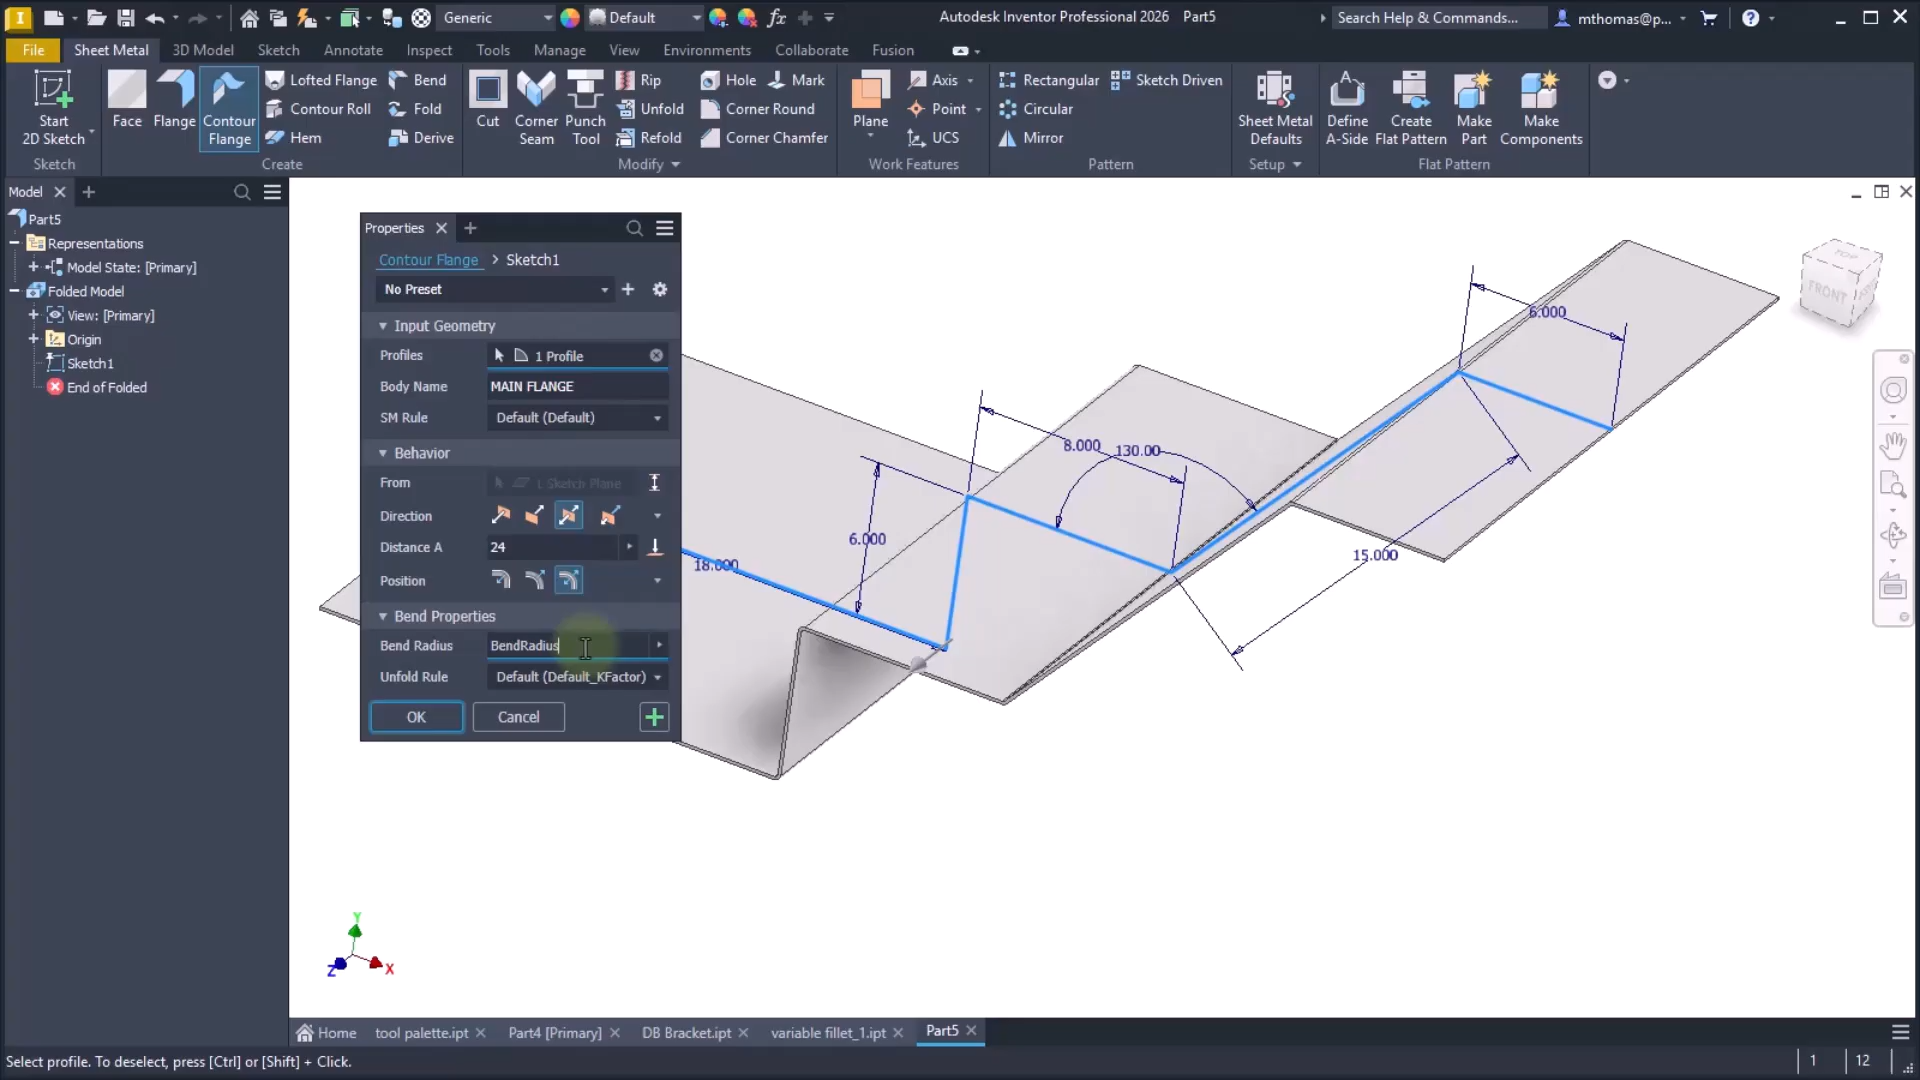 Generic
Default
fx
Autodesk Inventor Professional 2026 Part5
Search Help & Commands...
mthomas@p...
File
Sheet Metal
3D Model
Sketch
Annotate
Inspect
Tools
Manage
View
Environments
Collaborate
Fusion
Start
2D Sketch
Face
Flange
Contour
Flange
Lofted Flange
Contour Roll
Hem
Bend
Fold
Derive
Cut
Corner
Seam
Punch
Tool
Rip
Unfold
Refold
Hole
Mark
Corner Round
Corner Chamfer
Plane
Axis
Point
UCS
Rectangular
Circular
Mirror
Sketch Driven
Sheet Metal
Defaults
Define
A-Side
Create
Flat Pattern
Make
Part
Make
Components
Sketch
Create
Modify
Work Features
Pattern
Setup
Flat Pattern
Model
Part5
Representations
Model State: [Primary]
Folded Model
View: [Primary]
Origin
Sketch1
End of Folded
Properties
Contour Flange > Sketch1
No Preset
Input Geometry
Profiles 1 Profile
Body Name MAIN FLANGE
SM Rule Default (Default)
Behavior
From 1 Sketch Plane
Direction
Distance A 24
Position
Bend Properties
Bend Radius BendRadius
Unfold Rule Default (Default_KFactor)
OK
Cancel
18.000
6.000
8.000
130.00
15.000
6.000
TOP
FRONT
Y
Z
X
Home
tool palette.ipt
Part4 [Primary]
DB Bracket.ipt
variable fillet_1.ipt
Part5
Select profile. To deselect, press [Ctrl] or [Shift] + Click.
1
12